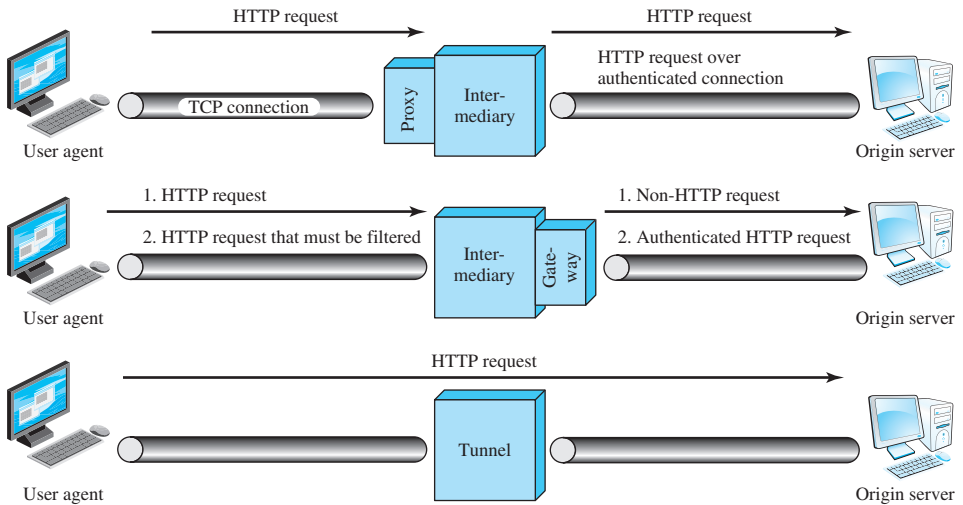 HTTP request
HTTP request
HTTP request over
authenticated connection
TCP connection
Proxy
Inter-
mediary
User agent
Origin server
1. HTTP request
1. Non-HTTP request
2. HTTP request that must be filtered
2. Authenticated HTTP request
Inter-
mediary
Gate-
way
User agent
Origin server
HTTP request
Tunnel
User agent
Origin server